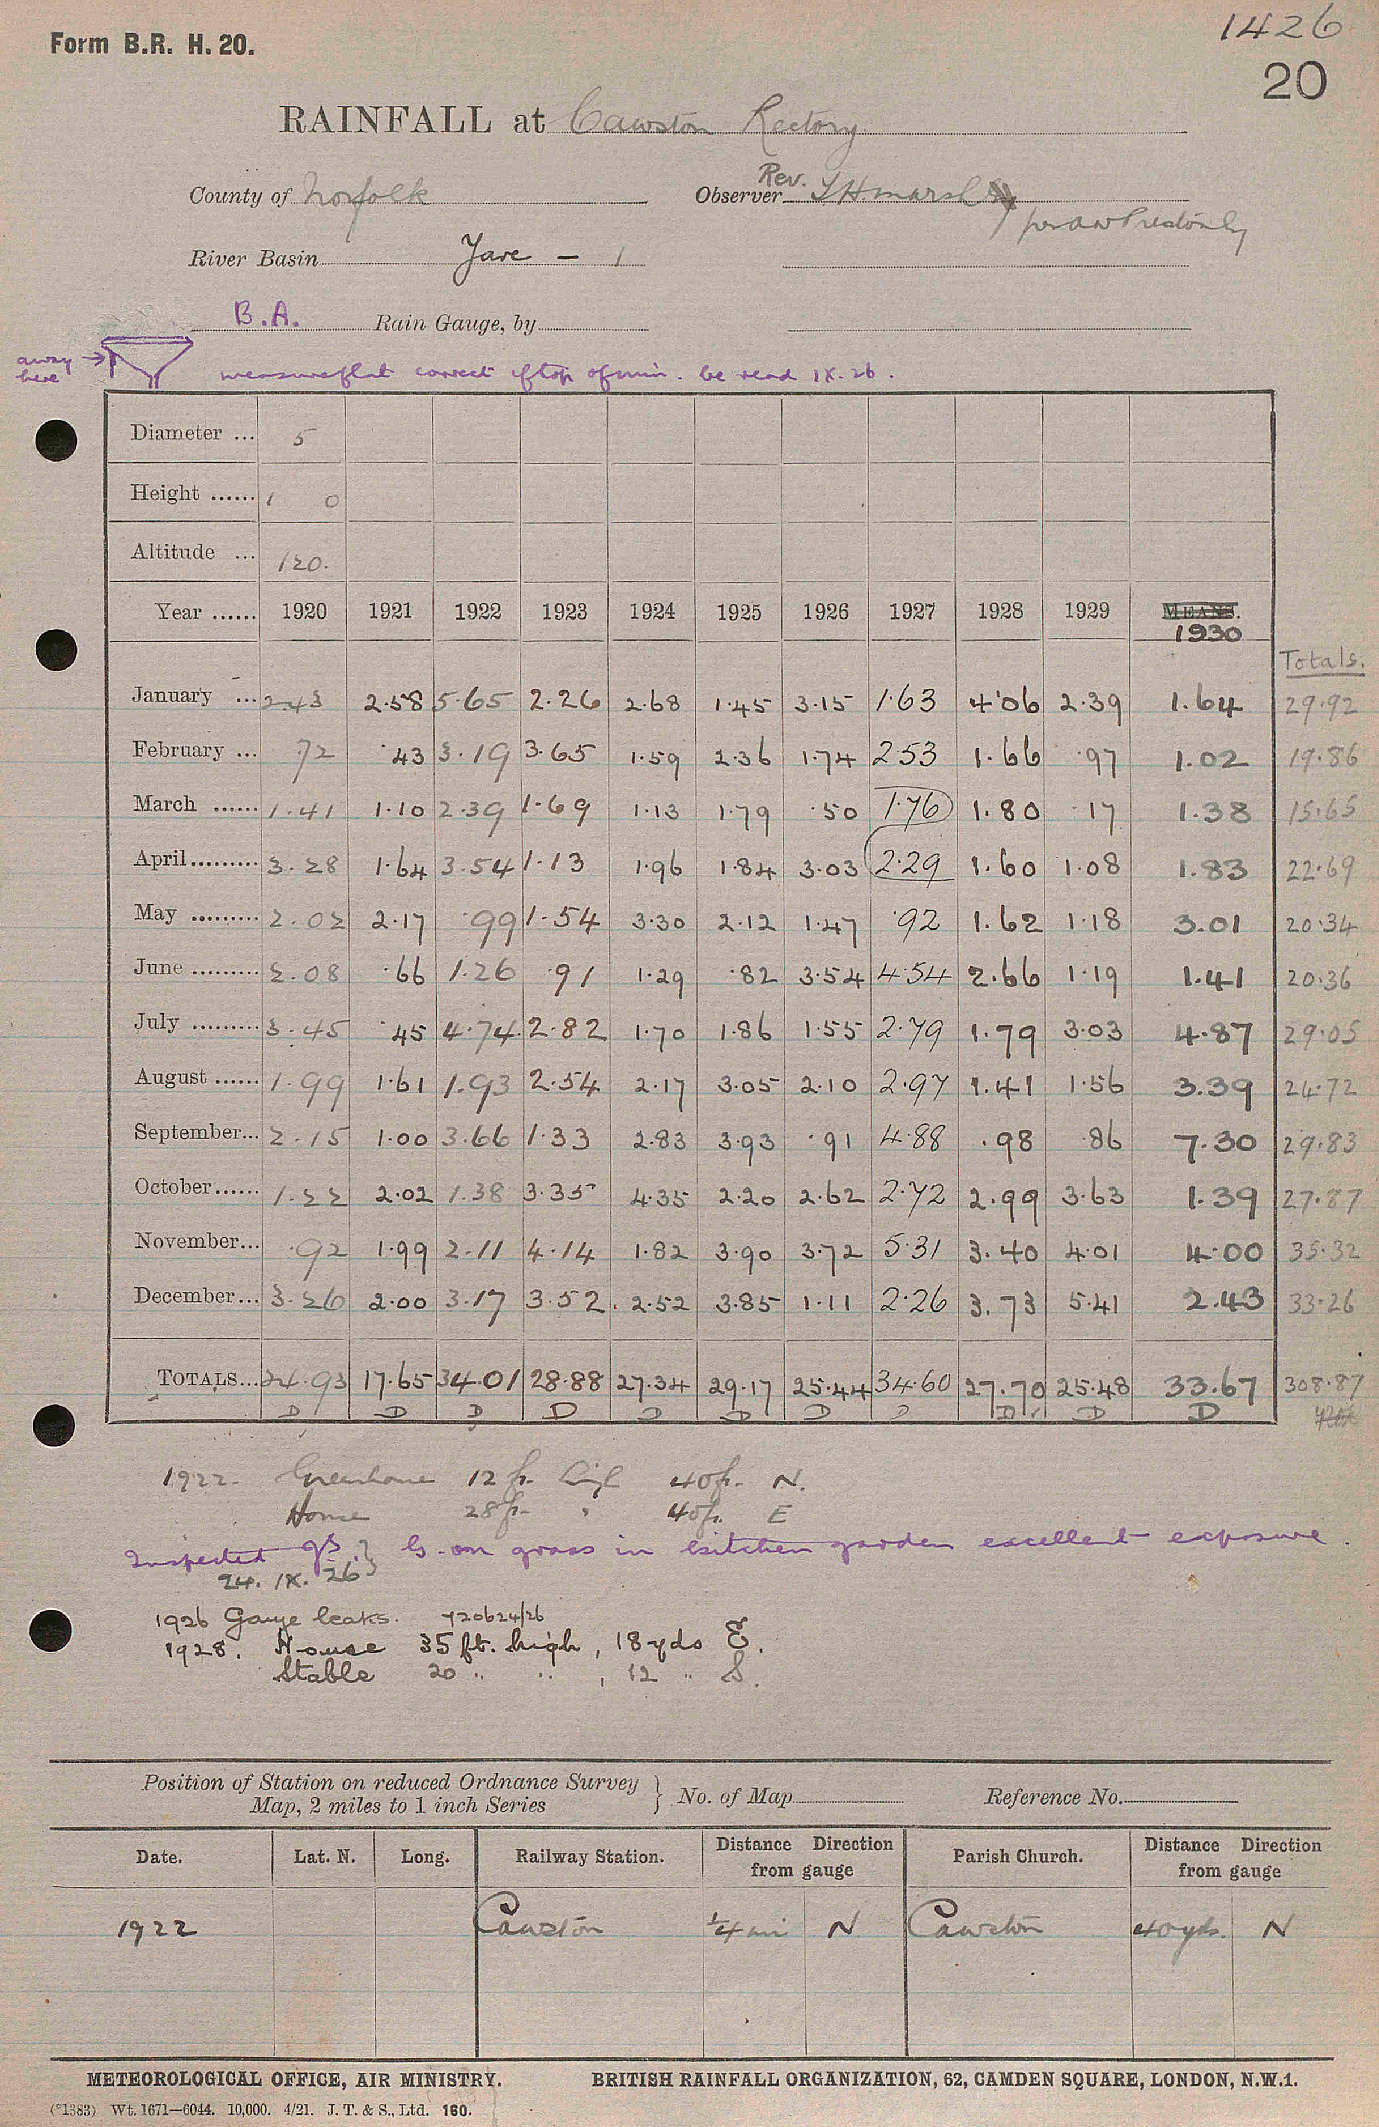 1426
Form B.R. H. 20.
20
RAINFALL at Cawston Rectory
County of Norfolk Observer Rev. T H Marsh
River Basin Yare - 1
B.A. Rain Gauge, by
away here
measureflat correct if top of min. be read IX.26.
Diameter ... 5
Height ...... 1 0
Altitude ... 120.
Year ...... 1920 1921 1922 1923 1924 1925 1926 1927 1928 1929 MEANS. 1930
Totals.
January ... 2.43 2.58 5.65 2.26 2.68 1.45 3.15 1.63 4.06 2.39 1.64 29.92
February ... .72 .43 3.19 3.65 1.59 2.36 1.74 2.53 1.66 .97 1.02 19.86
March ...... 1.41 1.10 2.39 1.69 1.13 1.79 .50 1.76 1.80 .17 1.38 15.65
April......... 3.28 1.64 3.54 1.13 1.96 1.84 3.03 2.29 1.60 1.08 1.83 22.69
May ......... 2.02 2.17 .99 1.54 3.30 2.12 1.47 .92 1.62 1.18 3.01 20.34
June ......... 2.08 .66 1.26 .91 1.29 .82 3.54 4.54 2.66 1.19 1.41 20.36
July ......... 3.45 .45 4.74 2.82 1.70 1.86 1.55 2.79 1.79 3.03 4.87 29.05
August ...... 1.99 1.61 1.93 2.54 2.17 3.05 2.10 2.97 1.41 1.56 3.39 24.72
September... 2.15 1.00 3.66 1.33 2.83 3.93 .91 4.88 .98 .86 7.30 29.83
October...... 1.22 2.02 1.38 3.35 4.35 2.20 2.62 2.72 2.99 3.63 1.39 27.87
November... .92 1.99 2.11 4.14 1.82 3.90 3.72 5.31 3.40 4.01 4.00 35.32
December... 3.26 2.00 3.17 3.52. 2.52 3.85 1.11 2.26 3.73 5.41 2.43 33.26
TOTALS... 24.93 17.65 34.01 28.88 27.34 29.17 25.44 34.60 27.70 25.48 33.67 308.87
D D D D D D D D D D D
1922. Greenhouse 12 ft. high 40 ft. N.
House 28 ft. " 40 ft. E
Inspected 24. IX. 26 } G. on grass in kitchen garden excellent exposure.
1926 Gauge leaks. 720624/26
1928. House 35 ft. high, 18 yds E.
Stable 20 " " , 12 " S.
Position of Station on reduced Ordnance Survey Map, 2 miles to 1 inch Series } No. of Map Reference No.
Date. Lat. N. Long. Railway Station. Distance Direction from gauge Parish Church. Distance Direction from gauge
1922 Cawston 1/4 mi N Cawston 40 yds. N
METEOROLOGICAL OFFICE, AIR MINISTRY. BRITISH RAINFALL ORGANIZATION, 62, CAMDEN SQUARE, LONDON, N.W.1.
(*1383) Wt. 1671—6044. 10,000. 4/21. J. T. & S., Ltd. 160.